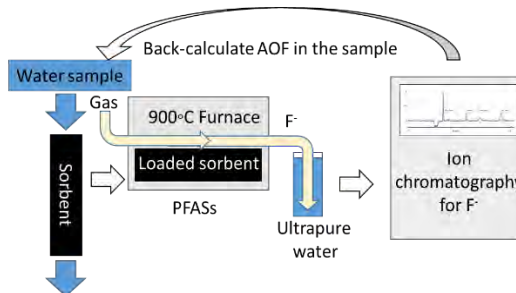 Back-calculate AOF in the sample
Water sample
Gas
900°C Furnace
F-
Loaded sorbent
Sorbent
PFASs
Ultrapure
water
Ion
chromatography
for F-